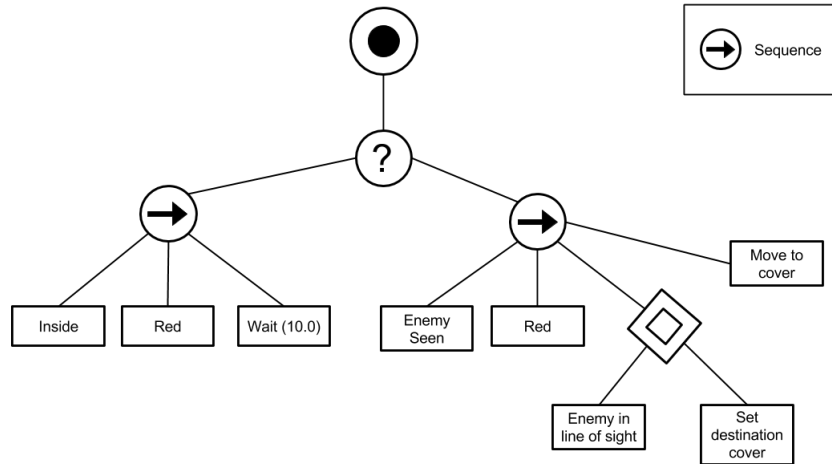 Sequence
?
Move to
cover
Inside
Red
Wait (10.0)
Enemy
Seen
Red
Enemy in
line of sight
Set
destination
cover